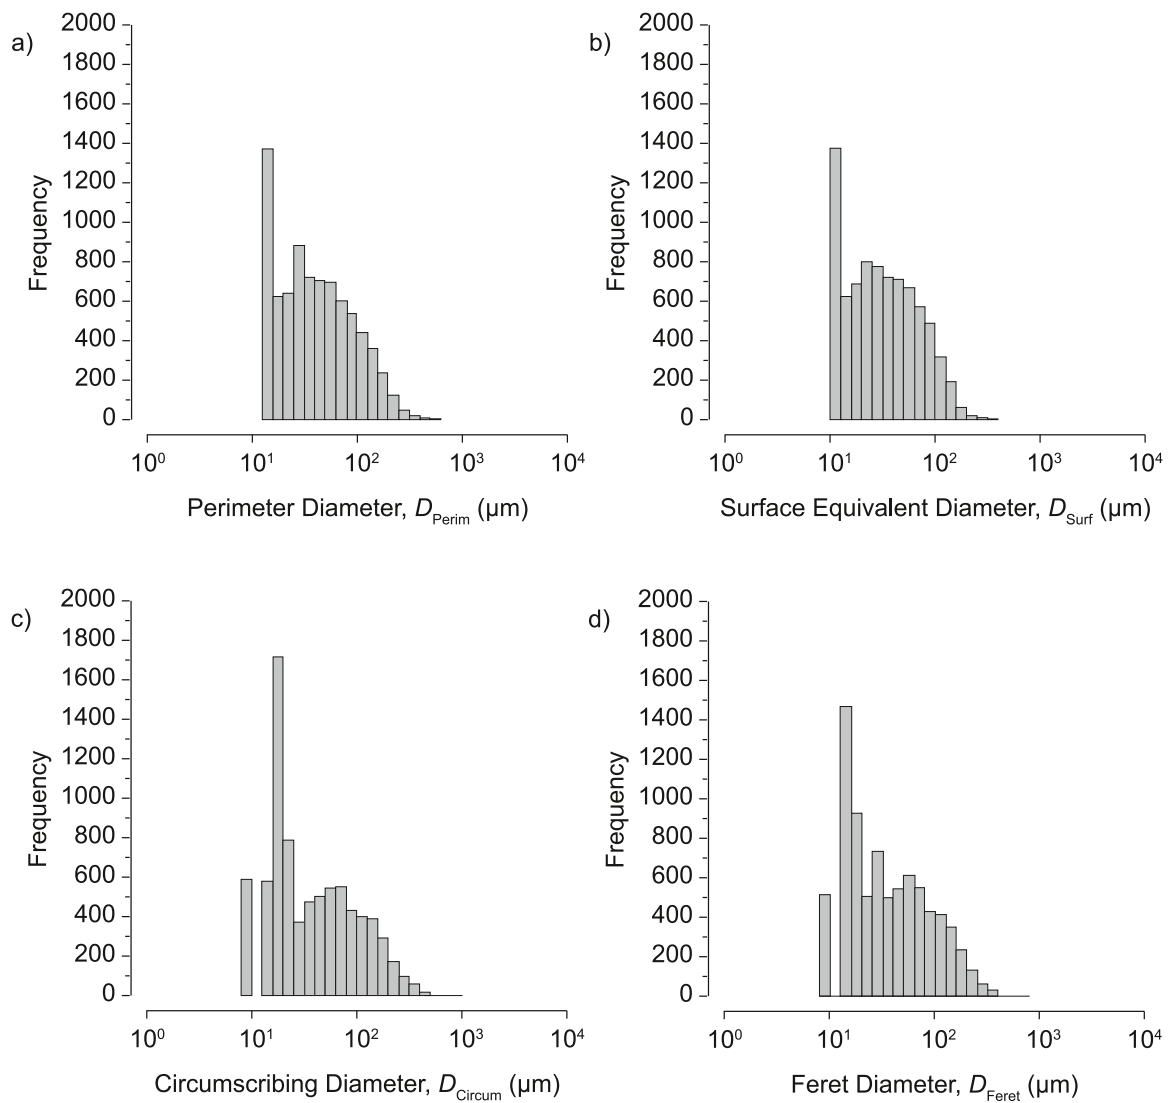 a)
2000
1800
1600
1400
1200
1000
800
600
400
200
0
Frequency
10⁰ 10¹ 10² 10³ 10⁴
Perimeter Diameter, D_Perim (µm)
b)
2000
1800
1600
1400
1200
1000
800
600
400
200
0
Frequency
10⁰ 10¹ 10² 10³ 10⁴
Surface Equivalent Diameter, D_Surf (µm)
c)
2000
1800
1600
1400
1200
1000
800
600
400
200
0
Frequency
10⁰ 10¹ 10² 10³ 10⁴
Circumscribing Diameter, D_Circum (µm)
d)
2000
1800
1600
1400
1200
1000
800
600
400
200
0
Frequency
10⁰ 10¹ 10² 10³ 10⁴
Feret Diameter, D_Feret (µm)